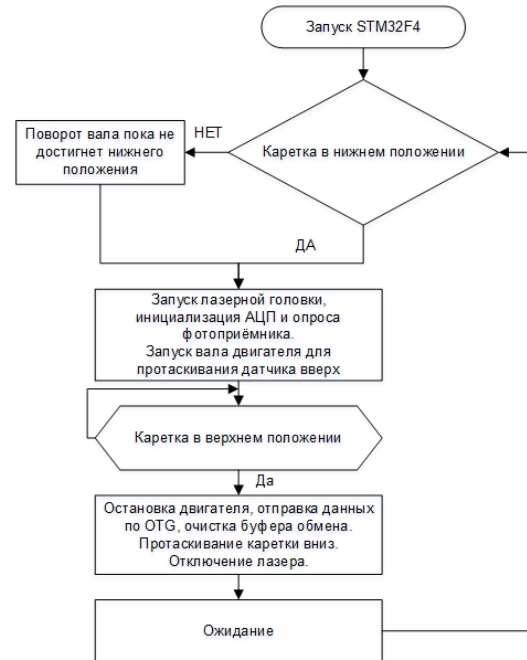 Запуск STM32F4
НЕТ
Поворот вала пока не
достигнет нижнего
положения
Каретка в нижнем положении
ДА
Запуск лазерной головки,
инициализация АЦП и опроса
фотоприёмника.
Запуск вала двигателя для
протаскивания датчика вверх
Каретка в верхнем положении
Да
Остановка двигателя, отправка данных
по OTG, очистка буфера обмена.
Протаскивание каретки вниз.
Отключение лазера.
Ожидание